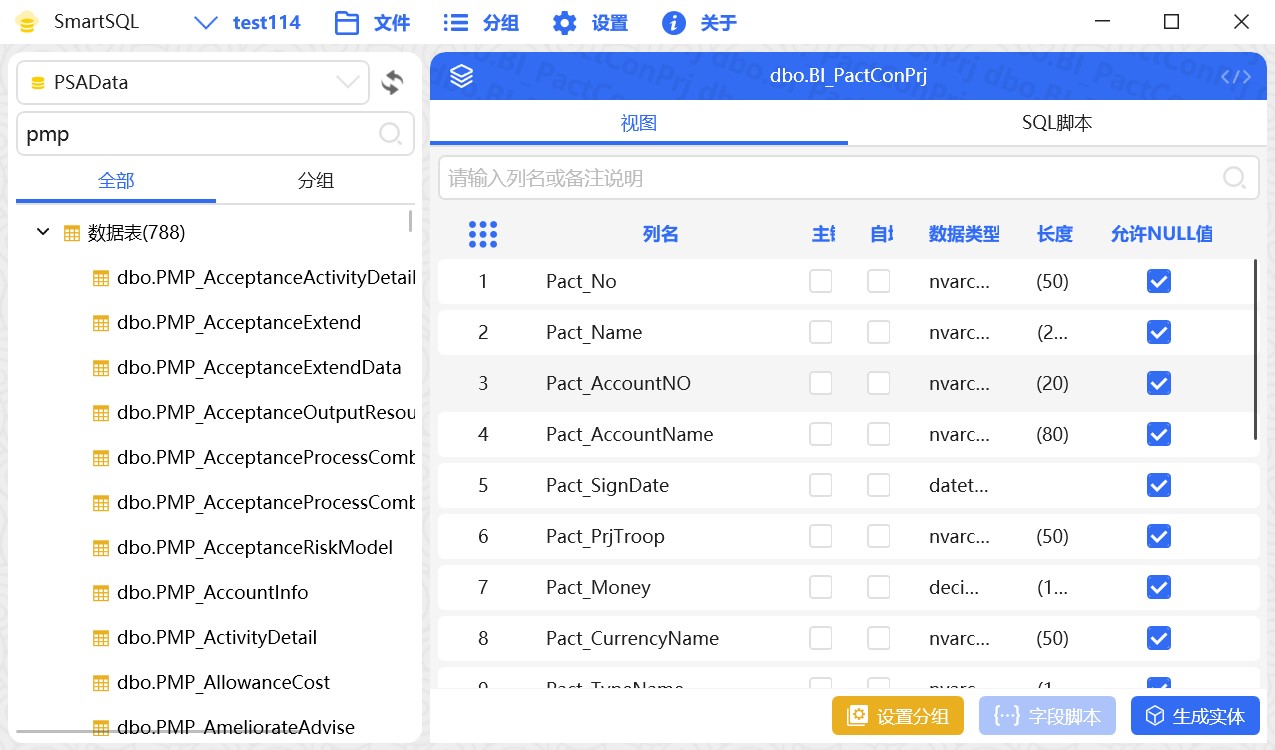 SmartSQL
test114
文件
分组
设置
关于
PSAData
pmp
全部
分组
数据表(788)
dbo.PMP_AcceptanceActivityDetail
dbo.PMP_AcceptanceExtend
dbo.PMP_AcceptanceExtendData
dbo.PMP_AcceptanceOutputResou
dbo.PMP_AcceptanceProcessComb
dbo.PMP_AcceptanceProcessComb
dbo.PMP_AcceptanceRiskModel
dbo.PMP_AccountInfo
dbo.PMP_ActivityDetail
dbo.PMP_AllowanceCost
dbo.PMP_AmeliorateAdvise
dbo.BI_PactConPrj
视图
SQL脚本
请输入列名或备注说明
列名 主 自 数据类型 长度 允许NULL值
1 Pact_No nvarc... (50)
2 Pact_Name nvarc... (2...
3 Pact_AccountNO nvarc... (20)
4 Pact_AccountName nvarc... (80)
5 Pact_SignDate datet...
6 Pact_PrjTroop nvarc... (50)
7 Pact_Money deci... (1...
8 Pact_CurrencyName nvarc... (50)
9 Pact_TypeName nvarc... (1...
设置分组
字段脚本
生成实体